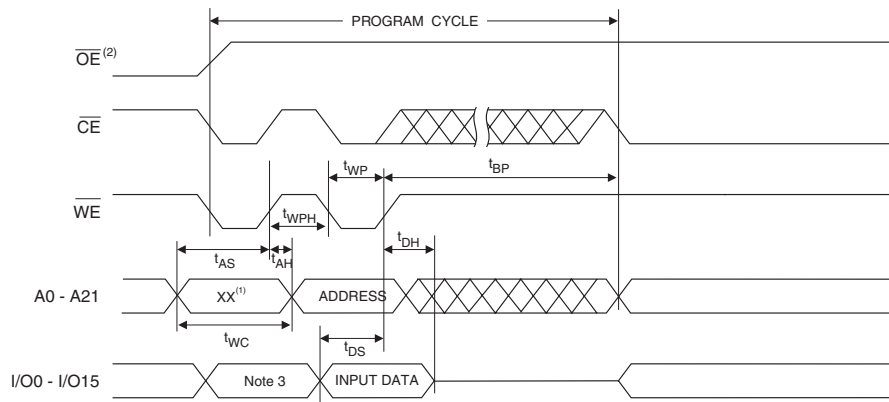 PROGRAM CYCLE
OE (2)
CE
tWP
tBP
WE
tWPH
tDH
tAS
tAH
A0 - A21
XX(1)
ADDRESS
tWC
tDS
I/O0 - I/O15
Note 3
INPUT DATA